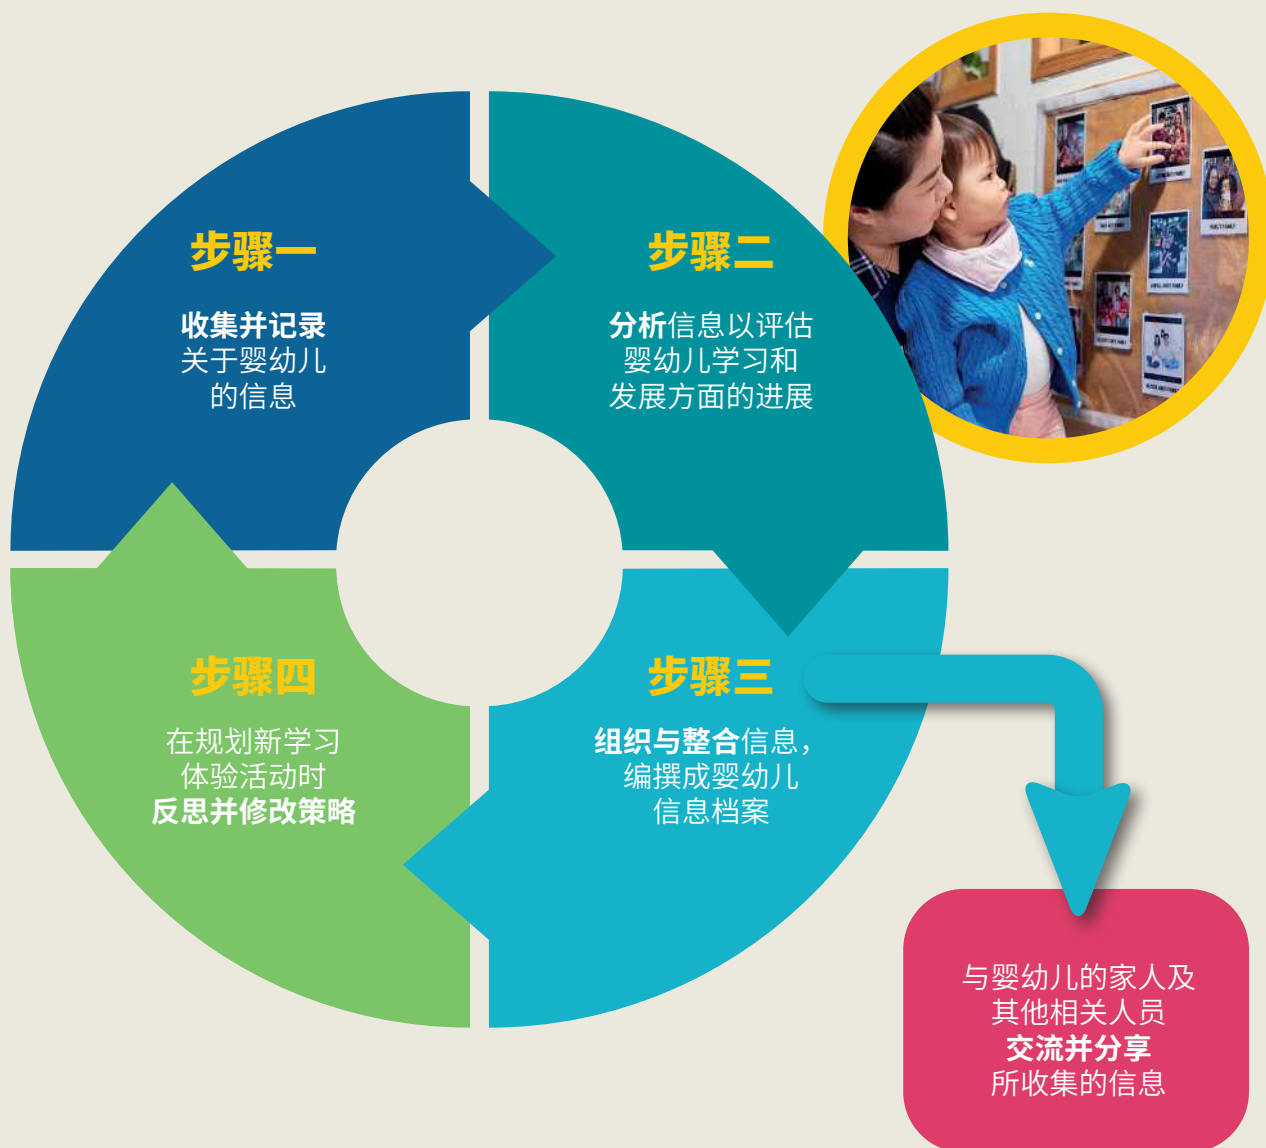 步骤一
收集并记录
关于婴幼儿
的信息
步骤二
分析信息以评估
婴幼儿学习和
发展方面的进展
步骤三
组织与整合信息，
编撰成婴幼儿
信息档案
步骤四
在规划新学习
体验活动时
反思并修改策略
与婴幼儿的家人及
其他相关人员
交流并分享
所收集的信息